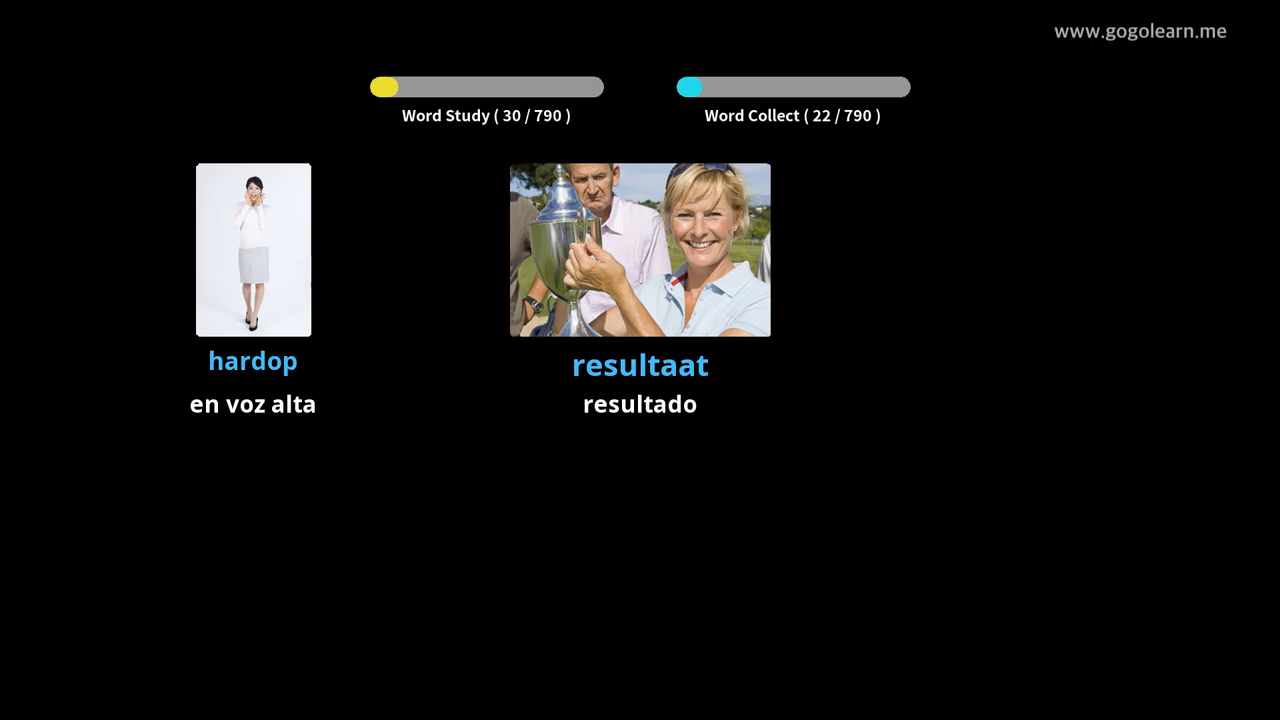 www.gogolearn.me
Word Study ( 30 / 790 )
Word Collect ( 22 / 790 )
hardop
en voz alta
resultaat
resultado